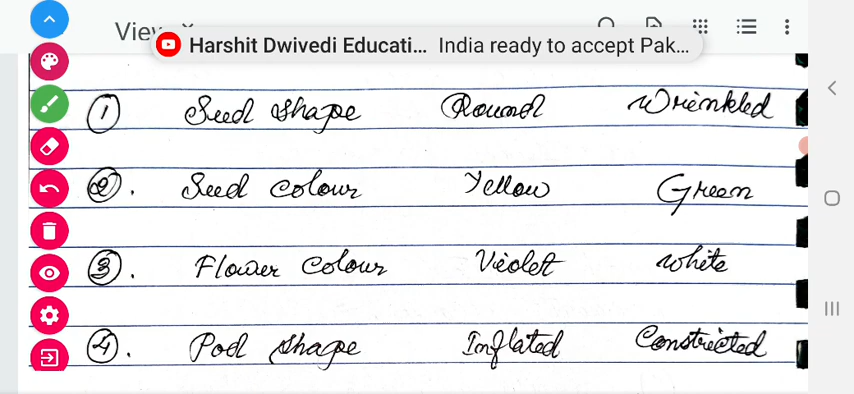 View
Harshit Dwivedi Educati... India ready to accept Pak...
① Seed shape Round Wrienkled
②. Seed colour Yellow Green
③. Flower colour Violet white
④. Pod shape Inflated Constricted